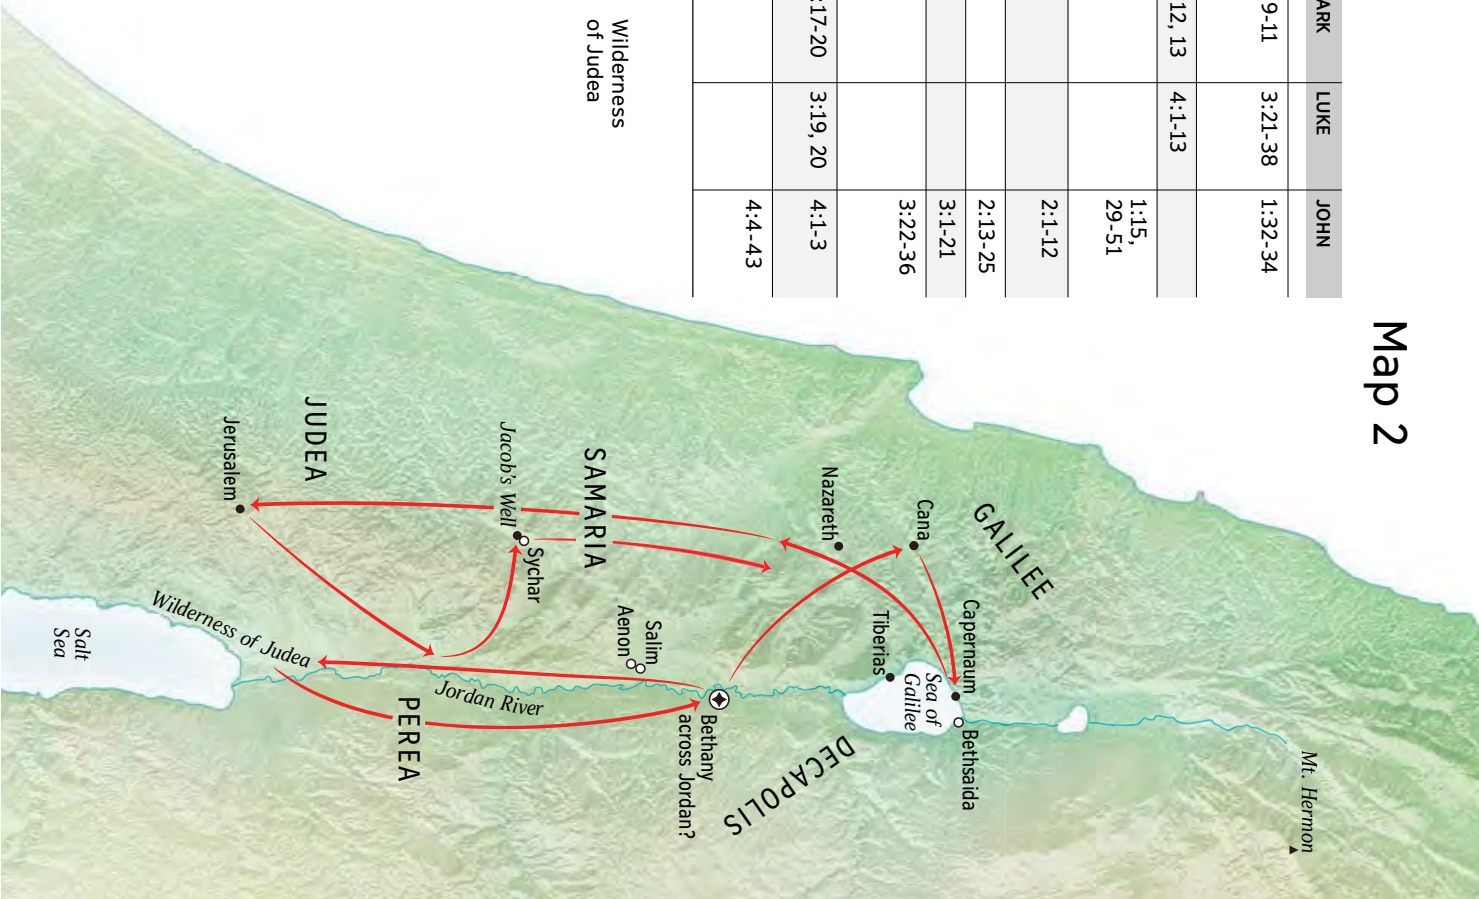 Map 2
ARK LUKE JOHN
9-11 3:21-38 1:32-34
12, 13 4:1-13
1:15,
29-51
2:1-12
2:13-25
3:1-21
3:22-36
:17-20 3:19, 20 4:1-3
4:4-43
Wilderness
of Judea
Mt. Hermon
GALILEE
Capernaum
Bethsaida
Cana
Sea of
Galilee
Tiberias
Nazareth
DECAPOLIS
Bethany
across Jordan?
Salim
Aenon
SAMARIA
Sychar
Jacob's Well
Jordan River
PEREA
JUDEA
Jerusalem
Wilderness of Judea
Salt
Sea